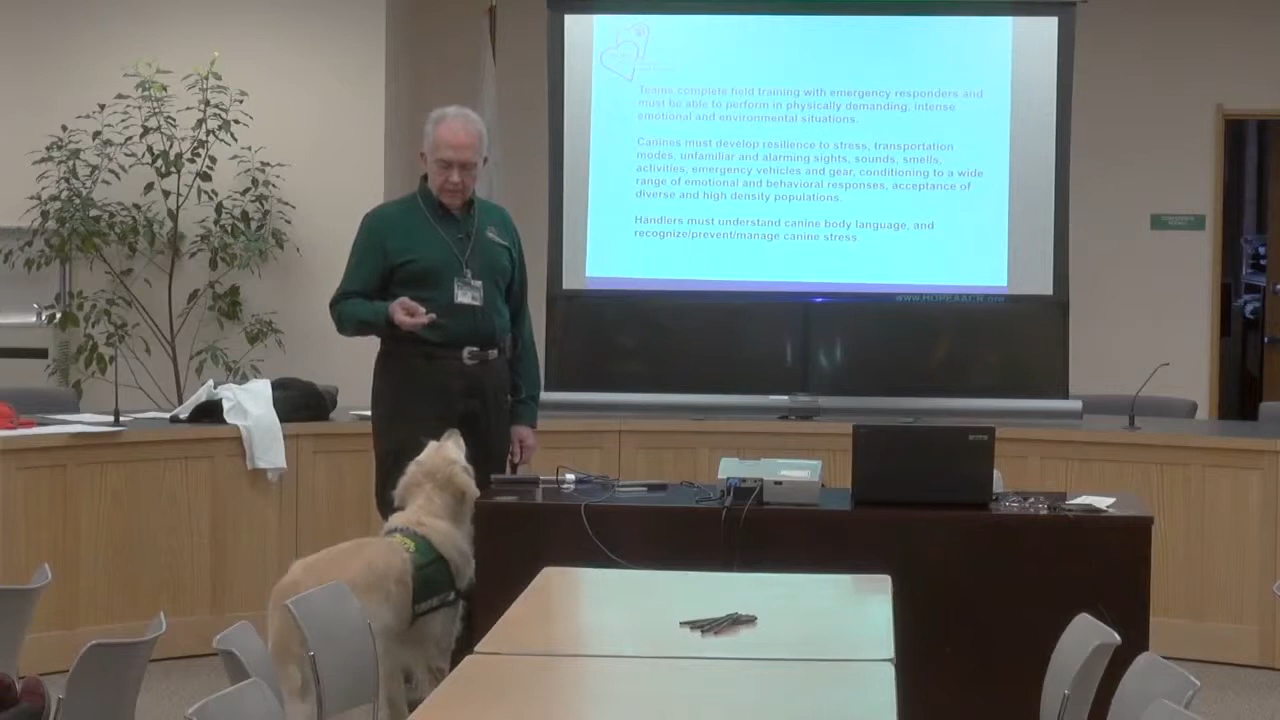 Teams complete field training with emergency responders and
must be able to perform in physically demanding, intense
emotional and environmental situations.
Canines must develop resilience to stress, transportation
modes, unfamiliar and alarming sights, sounds, smells,
activities, emergency vehicles and gear, conditioning to a wide
range of emotional and behavioral responses, acceptance of
diverse and high density populations.
Handlers must understand canine body language, and
recognize/prevent/manage canine stress.
www.HOPEAACR.org